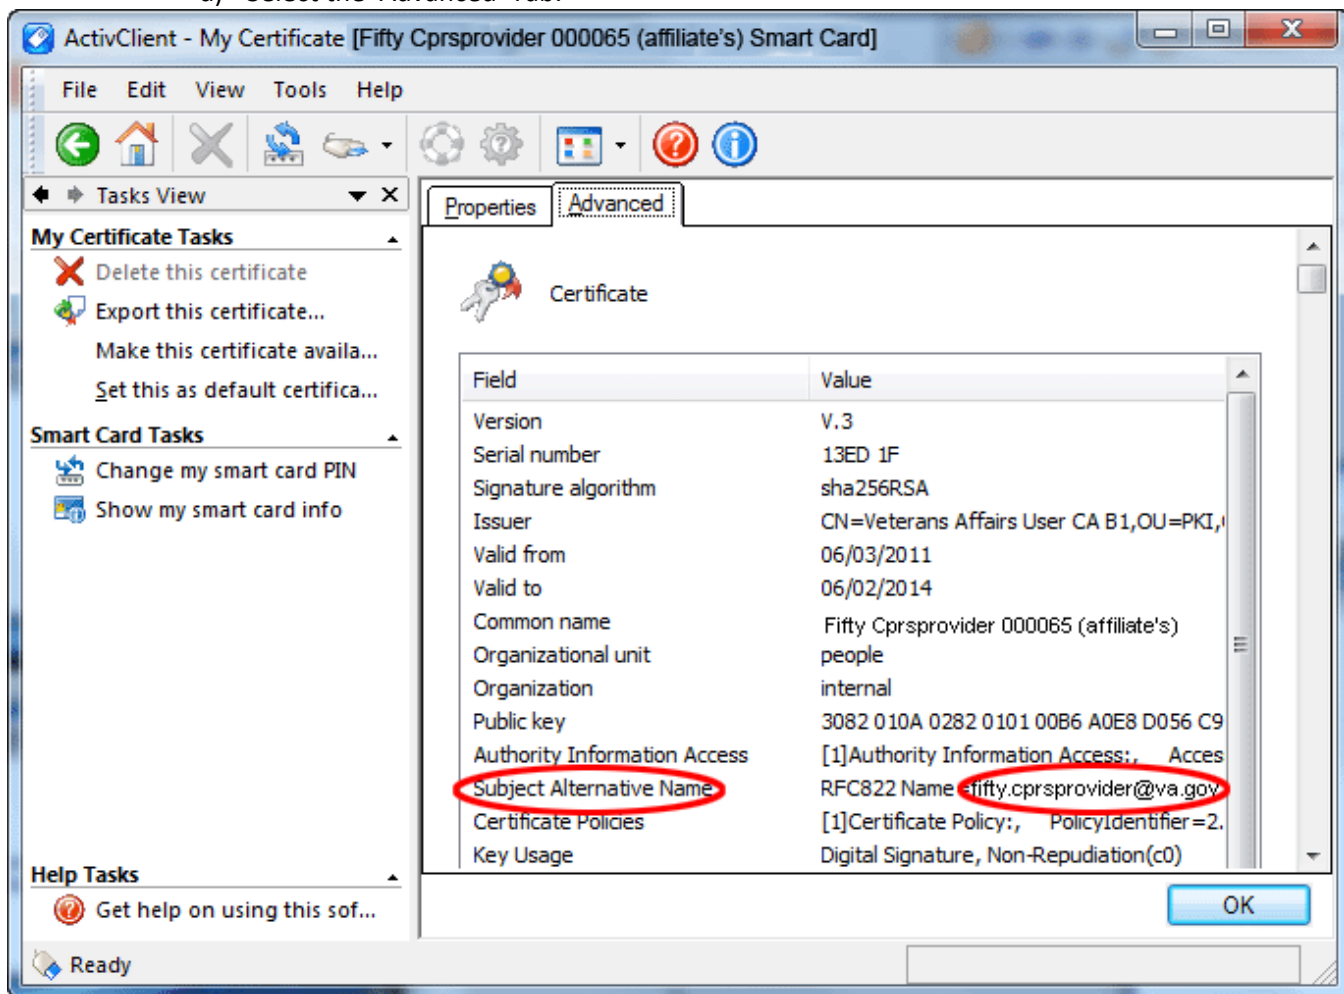 ActivClient - My Certificate [Fifty Cprsprovider 000065 (affiliate's) Smart Card]
File Edit View Tools Help
Tasks View
My Certificate Tasks
Delete this certificate
Export this certificate...
Make this certificate availa...
Set this as default certifica...
Smart Card Tasks
Change my smart card PIN
Show my smart card info
Help Tasks
Get help on using this sof...
Properties Advanced
Certificate
Field Value
Version V.3
Serial number 13ED 1F
Signature algorithm sha256RSA
Issuer CN=Veterans Affairs User CA B1,OU=PKI,
Valid from 06/03/2011
Valid to 06/02/2014
Common name Fifty Cprsprovider 000065 (affiliate's)
Organizational unit people
Organization internal
Public key 3082 010A 0282 0101 00B6 A0E8 D056 C9
Authority Information Access [1]Authority Information Access:, Acces
Subject Alternative Name RFC822 Name =fifty.cprsprovider@va.gov
Certificate Policies [1]Certificate Policy:, PolicyIdentifier=2.
Key Usage Digital Signature, Non-Repudiation(c0)
OK
Ready